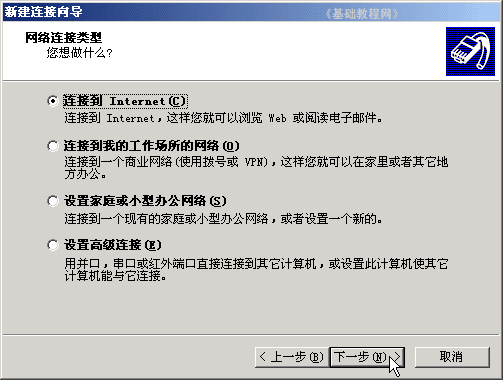 新建连接向导
《基础教程网》
网络连接类型
您想做什么?
连接到 Internet(C)
连接到 Internet,这样您就可以浏览 Web 或阅读电子邮件。
连接到我的工作场所的网络(O)
连接到一个商业网络(使用拨号或 VPN),这样您就可以在家里或者其它地
方办公。
设置家庭或小型办公网络(S)
连接到一个现有的家庭或小型办公网络,或者设置一个新的。
设置高级连接(E)
用并口,串口或红外端口直接连接到其它计算机,或设置此计算机使其它
计算机能与它连接。
< 上一步(B)
下一步(N) >
取消